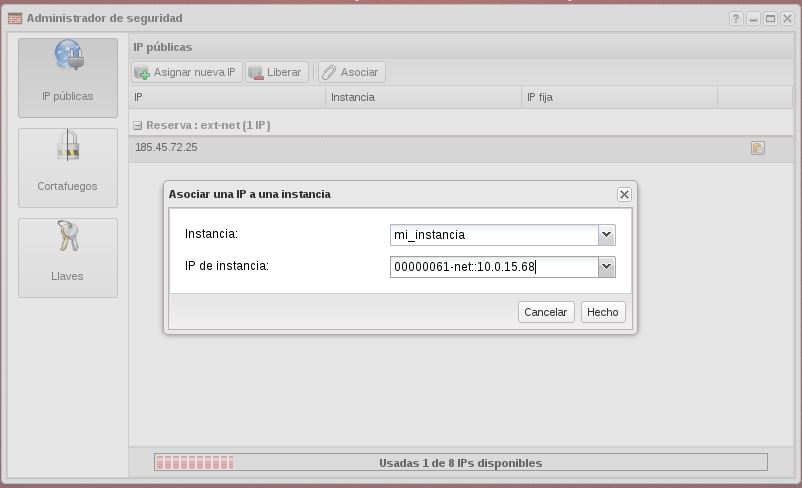 Administrador de seguridad
IP públicas
IP públicas
Asignar nueva IP Liberar Asociar
IP Instancia IP fija
Reserva : ext-net (1 IP)
185.45.72.25
Cortafuegos
Llaves
Asociar una IP a una instancia
Instancia: mi_instancia
IP de instancia: 00000061-net::10.0.15.68
Cancelar Hecho
Usadas 1 de 8 IPs disponibles